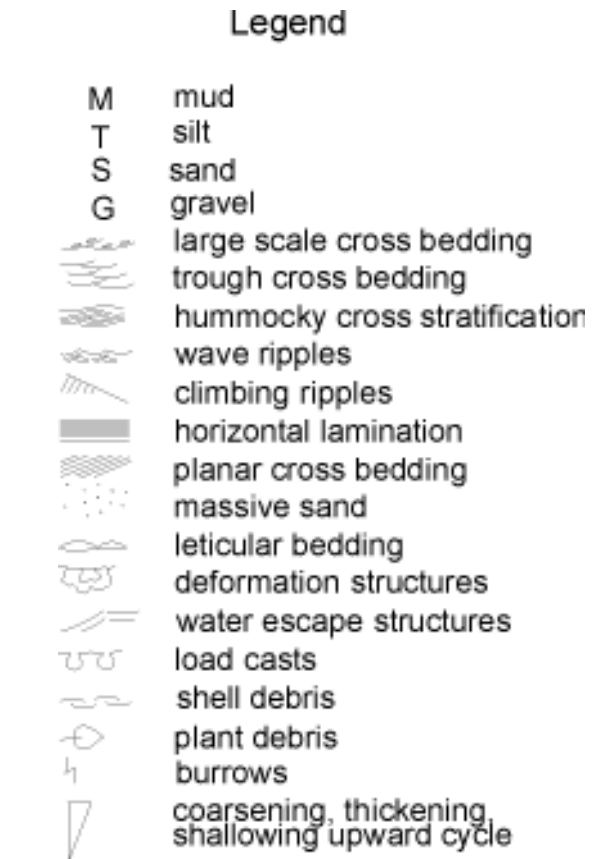 Legend
M mud
T silt
S sand
G gravel
large scale cross bedding
trough cross bedding
hummocky cross stratification
wave ripples
climbing ripples
horizontal lamination
planar cross bedding
massive sand
leticular bedding
deformation structures
water escape structures
load casts
shell debris
plant debris
burrows
coarsening, thickening,
shallowing upward cycle